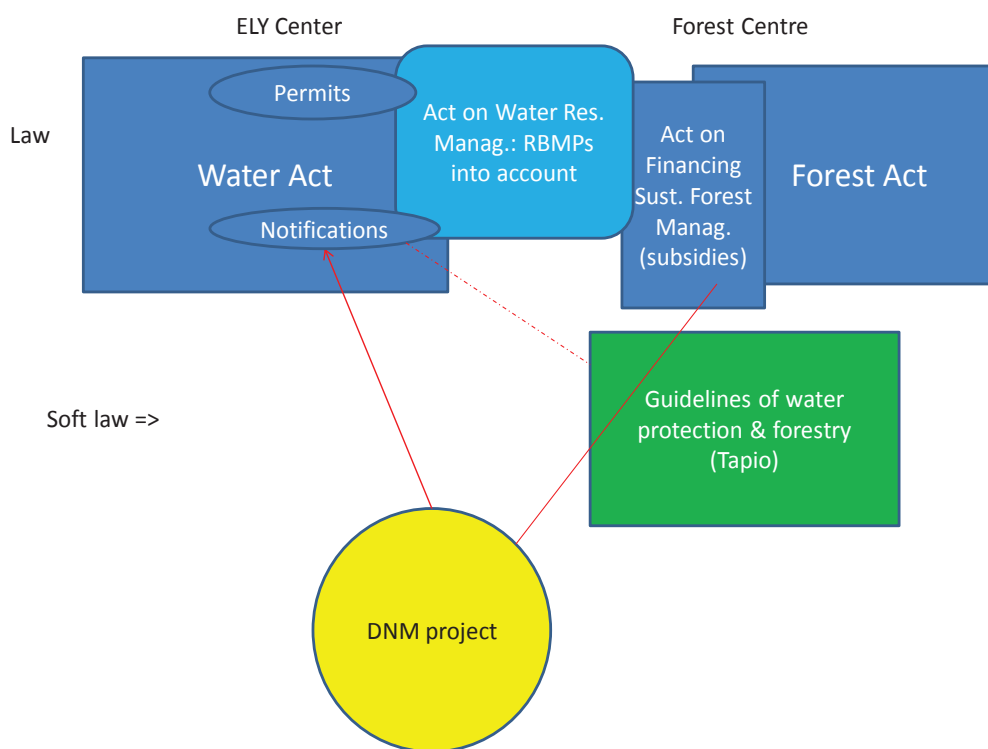 ELY Center
Forest Centre
Law
Permits
Water Act
Notifications
Act on Water Res.
Manag.: RBMPs
into account
Act on
Financing
Sust. Forest
Manag.
(subsidies)
Forest Act
Soft law =>
Guidelines of water
protection & forestry
(Tapio)
DNM project